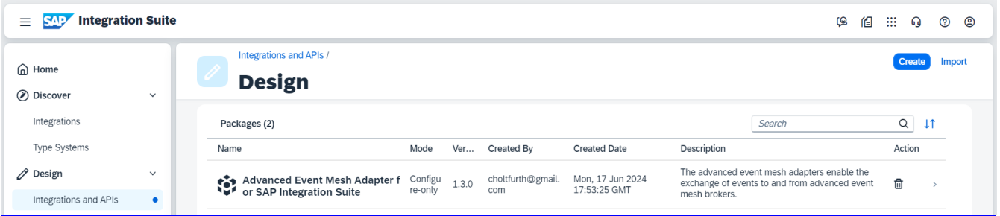 SAP Integration Suite
Home
Discover
Integrations
Type Systems
Design
Integrations and APIs
Integrations and APIs /
Design
Create
Import
Packages (2)
Search
Name Mode Ver... Created By Created Date Description Action
Advanced Event Mesh Adapter f
or SAP Integration Suite
Configu
re-only
1.3.0
choltfurth@gmail.
com
Mon, 17 Jun 2024
17:53:25 GMT
The advanced event mesh adapters enable the
exchange of events to and from advanced event
mesh brokers.